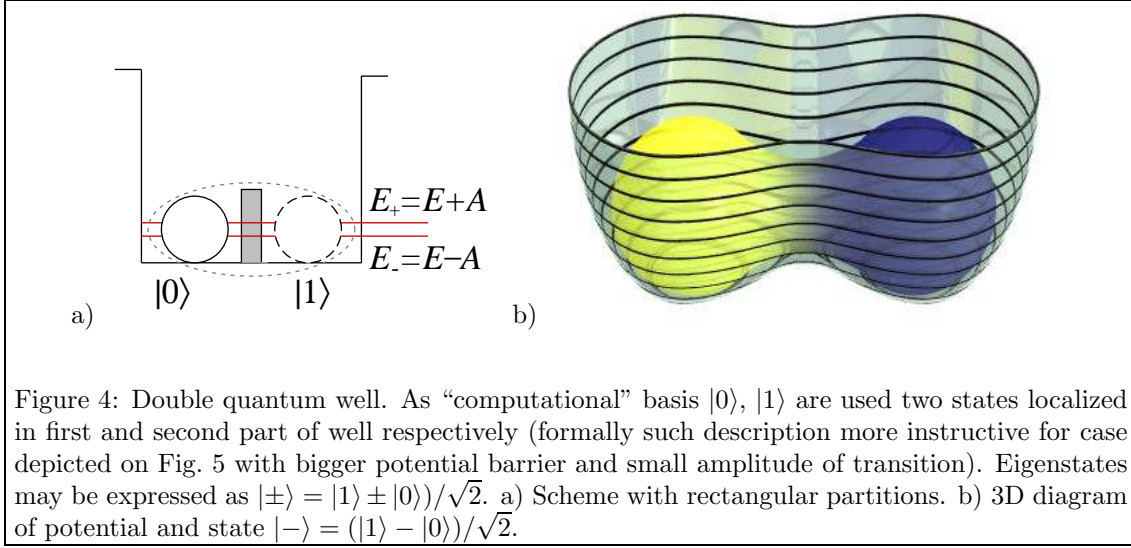 E₊=E+A
E₋=E−A
|0⟩ |1⟩
a) b)
Figure 4: Double quantum well. As “computational” basis |0⟩, |1⟩ are used two states localized
in first and second part of well respectively (formally such description more instructive for case
depicted on Fig. 5 with bigger potential barrier and small amplitude of transition). Eigenstates
may be expressed as |±⟩ = |1⟩ ± |0⟩)/√2. a) Scheme with rectangular partitions. b) 3D diagram
of potential and state |−⟩ = (|1⟩ − |0⟩)/√2.